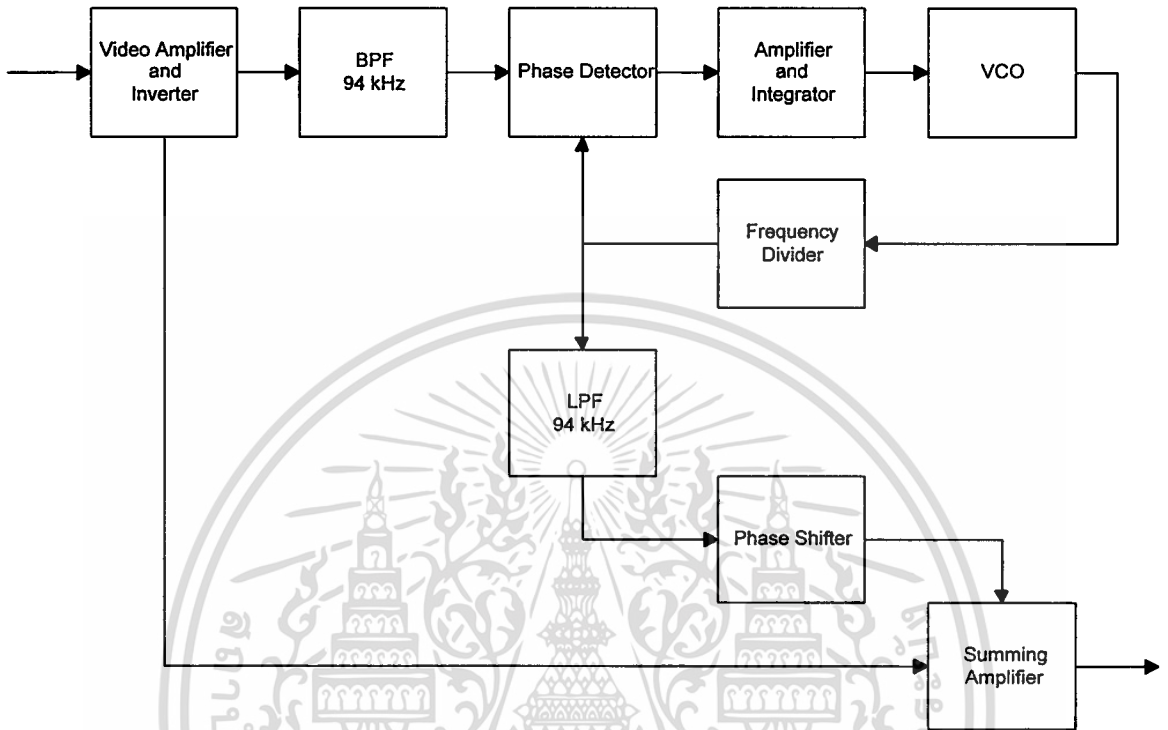 Video Amplifier
and
Inverter
BPF
94 kHz
Phase Detector
Amplifier
and
Integrator
VCO
Frequency
Divider
LPF
94 kHz
Phase Shifter
Summing
Amplifier